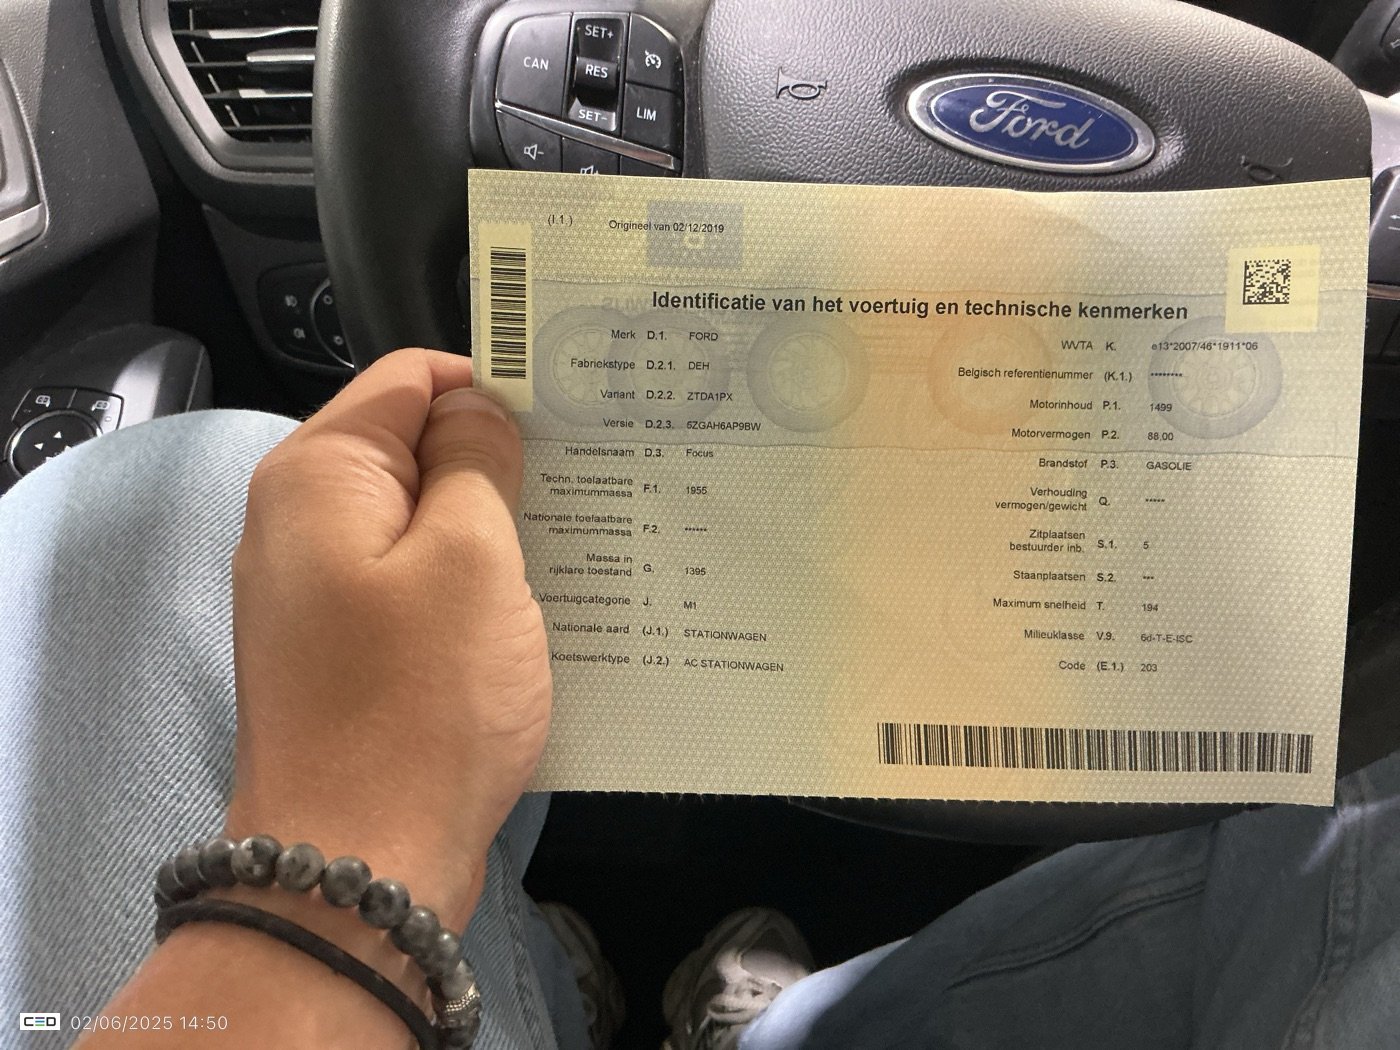 SET+
CAN
RES
LIM
SET-
Ford
(I.1.) Origineel van 02/12/2019
Identificatie van het voertuig en technische kenmerken
Merk D.1. FORD
Fabriekstype D.2.1. DEH
Variant D.2.2. ZTDA1PX
Versie D.2.3. 5ZGAH6AP9BW
Handelsnaam D.3. Focus
Techn. toelaatbare
maximummassa F.1. 1955
Nationale toelaatbare
maximummassa F.2. ******
Massa in
rijklare toestand G. 1395
Voertuigcategorie J. M1
Nationale aard (J.1.) STATIONWAGEN
Koetswerktype (J.2.) AC STATIONWAGEN
WVTA K. e13*2007/46*1911*06
Belgisch referentienummer (K.1.) ********
Motorinhoud P.1. 1499
Motorvermogen P.2. 88,00
Brandstof P.3. GASOLIE
Verhouding
vermogen/gewicht Q. *****
Zitplaatsen
bestuurder inb. S.1. 5
Staanplaatsen S.2. ***
Maximum snelheid T. 194
Milieuklasse V.9. 6d-T-E-ISC
Code (E.1.) 203
CED 02/06/2025 14:50